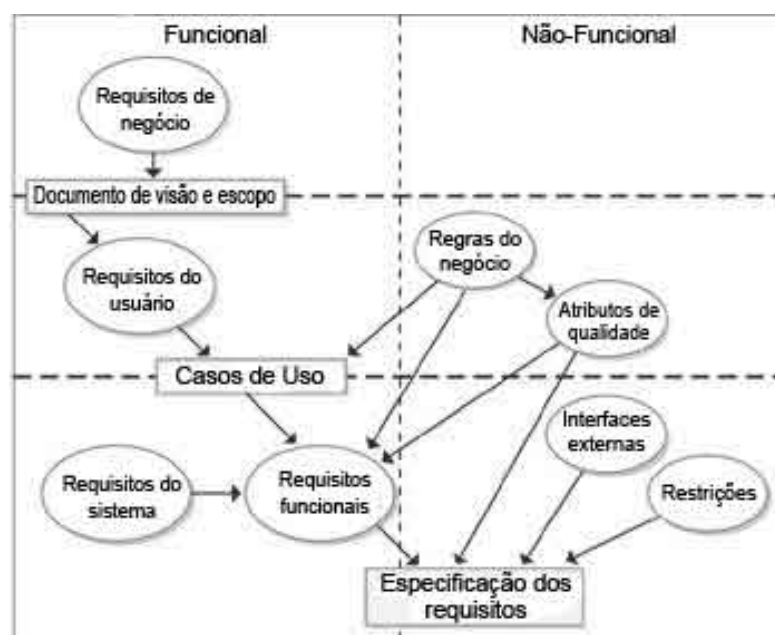 Funcional
Não-Funcional
Requisitos de
negócio
Documento de visão e escopo
Requisitos do
usuário
Regras do
negócio
Atributos de
qualidade
Casos de Uso
Requisitos do
sistema
Requisitos
funcionais
Interfaces
externas
Restrições
Especificação dos
requisitos